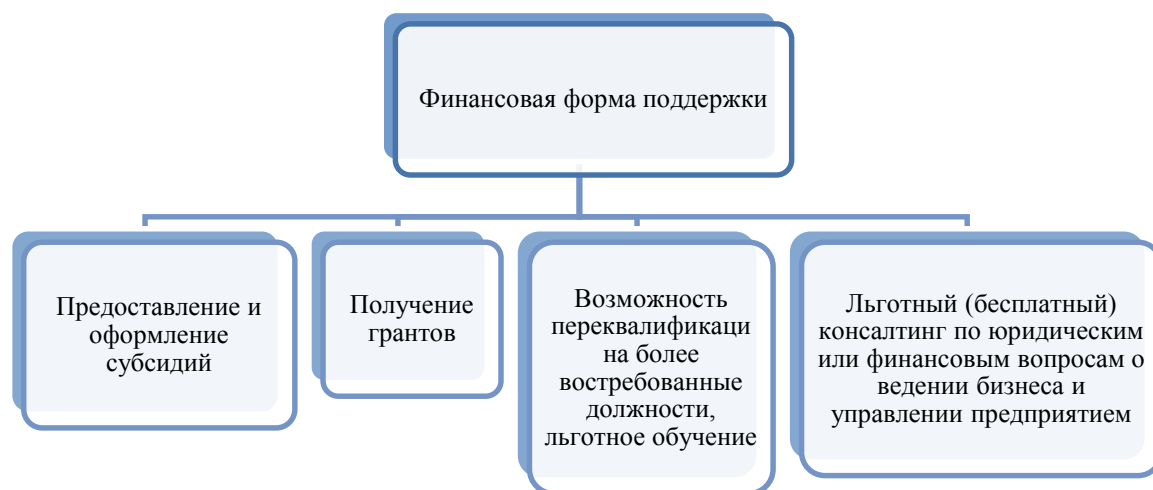 Финансовая форма поддержки
Предоставление и
оформление
субсидий
Получение
грантов
Возможность
переквалификаци
на более
востребованные
должности,
льготное обучение
Льготный (бесплатный)
консалтинг по юридическим
или финансовым вопросам о
ведении бизнеса и
управлении предприятием